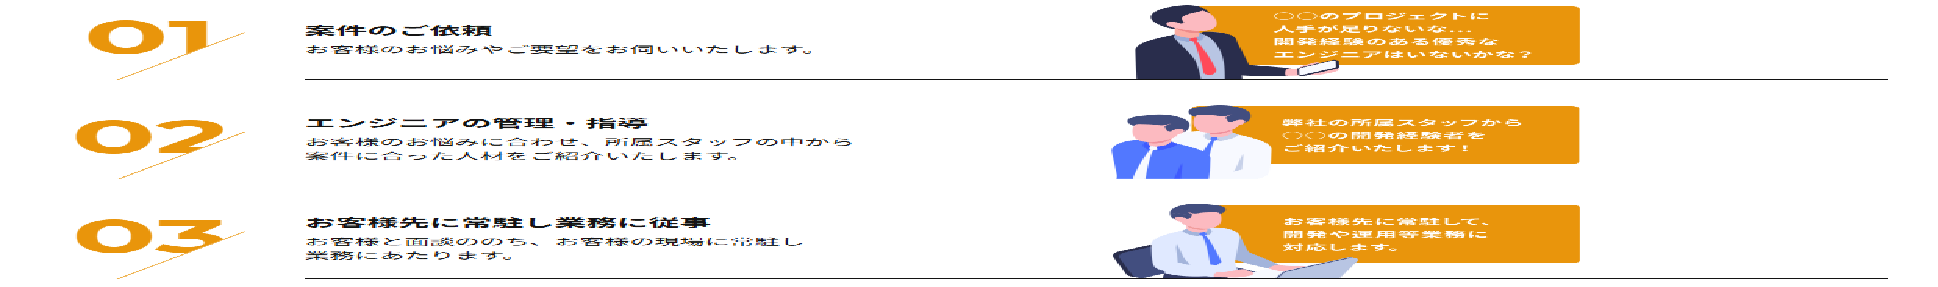 01
案件のご依頼
お客様のお悩みやご要望をお伺いいたします。
〇〇のプロジェクトに
人手が足りないな...
開発経験のある優秀な
エンジニアはいないかな？
02
エンジニアの管理・指導
お客様のお悩みに合わせ、所属スタッフの中から
案件に合った人材をご紹介いたします。
弊社の所属スタッフから
〇〇の開発経験者を
ご紹介いたします！
03
お客様先に常駐し業務に従事
お客様と面談ののち、お客様の現場に常駐し
業務にあたります。
お客様先に常駐して、
開発や運用等業務に
対応します。